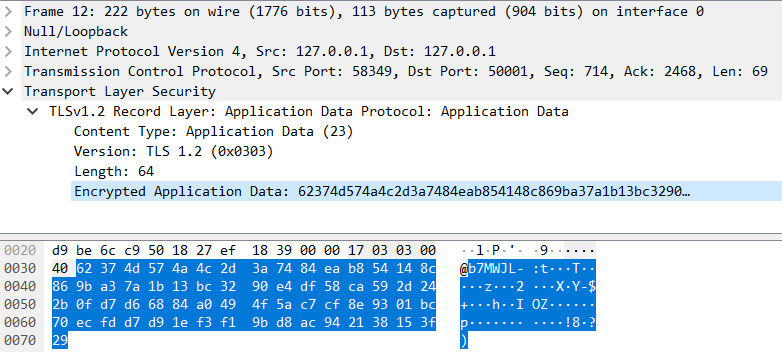 Frame 12: 222 bytes on wire (1776 bits), 113 bytes captured (904 bits) on interface 0
Null/Loopback
Internet Protocol Version 4, Src: 127.0.0.1, Dst: 127.0.0.1
Transmission Control Protocol, Src Port: 58349, Dst Port: 50001, Seq: 714, Ack: 2468, Len: 69
Transport Layer Security
TLSv1.2 Record Layer: Application Data Protocol: Application Data
Content Type: Application Data (23)
Version: TLS 1.2 (0x0303)
Length: 64
Encrypted Application Data: 62374d574a4c2d3a7484eab854148c869ba37a1b13bc3290…
0020 d9 be 6c c9 50 18 27 ef 18 39 00 00 17 03 03 00 ··l·P·'· ·9······
0030 40 62 37 4d 57 4a 4c 2d 3a 74 84 ea b8 54 14 8c @b7MWJL- :t···T··
0040 86 9b a3 7a 1b 13 bc 32 90 e4 df 58 ca 59 2d 24 ···z···2 ···X·Y-$
0050 2b 0f d7 d6 68 84 a0 49 4f 5a c7 cf 8e 93 01 bc +···h··I OZ······
0060 70 ec fd d7 d9 1e f3 f1 9b d8 ac 94 21 38 15 3f p······· ····!8·?
0070 29 )